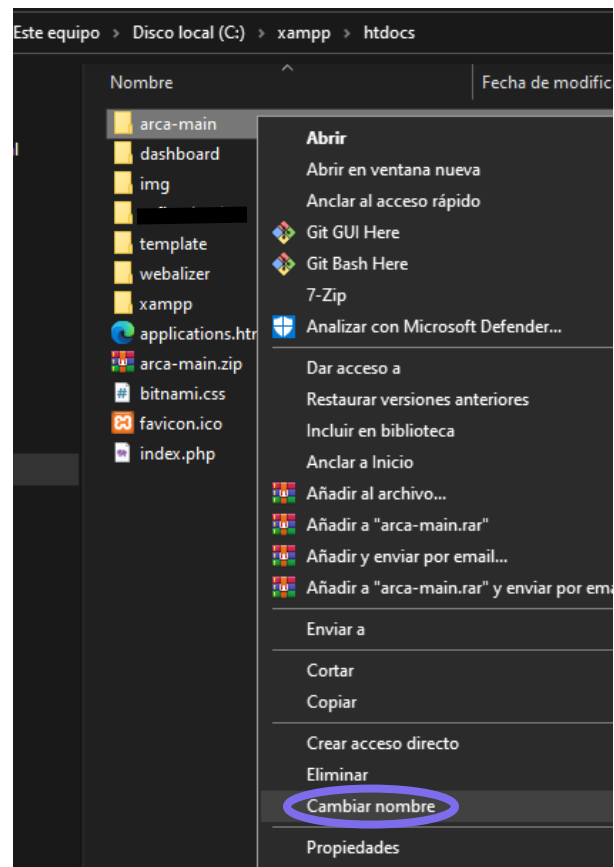 Este equipo > Disco local (C:) > xampp > htdocs
Nombre
Fecha de modific
arca-main
dashboard
img
template
webalizer
xampp
applications.htr
arca-main.zip
bitnami.css
favicon.ico
index.php
Abrir
Abrir en ventana nueva
Anclar al acceso rápido
Git GUI Here
Git Bash Here
7-Zip
Analizar con Microsoft Defender...
Dar acceso a
Restaurar versiones anteriores
Incluir en biblioteca
Anclar a Inicio
Añadir al archivo...
Añadir a "arca-main.rar"
Añadir y enviar por email...
Añadir a "arca-main.rar" y enviar por ema
Enviar a
Cortar
Copiar
Crear acceso directo
Eliminar
Cambiar nombre
Propiedades